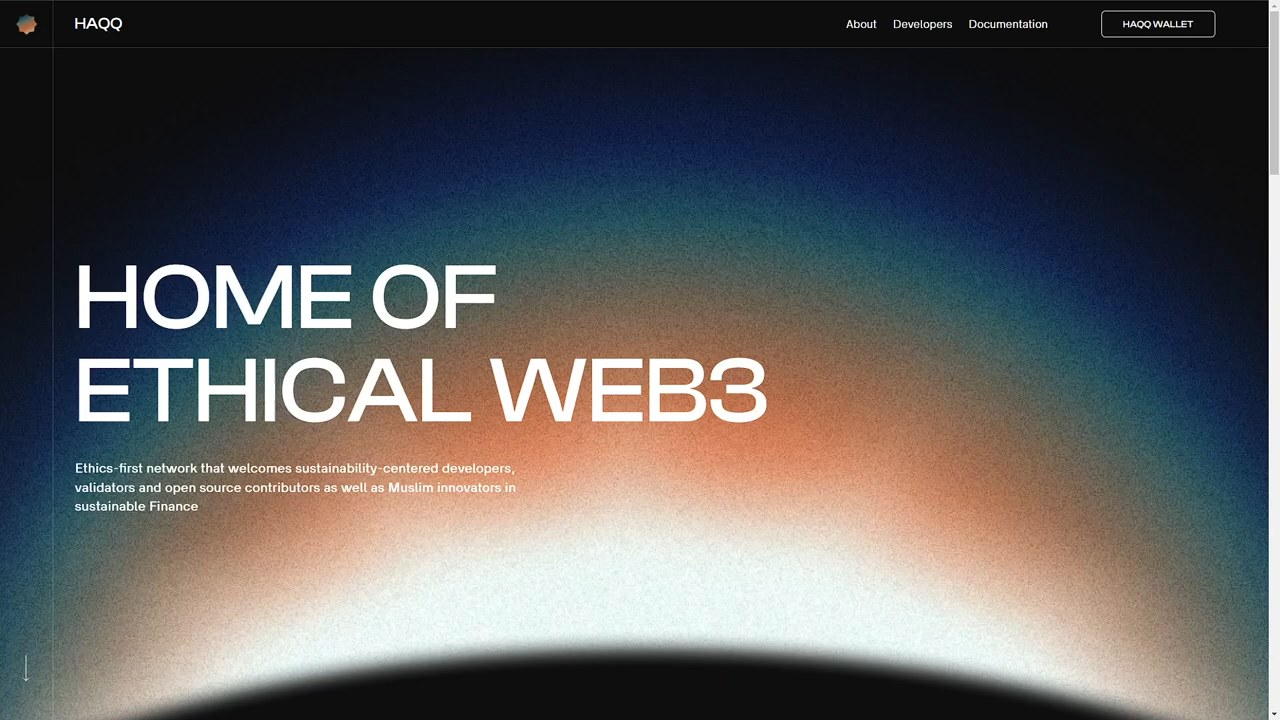 HAQQ
About
Developers
Documentation
HAQQ WALLET
HOME OF
ETHICAL WEB3
Ethics-first network that welcomes sustainability-centered developers,
validators and open source contributors as well as Muslim innovators in
sustainable Finance